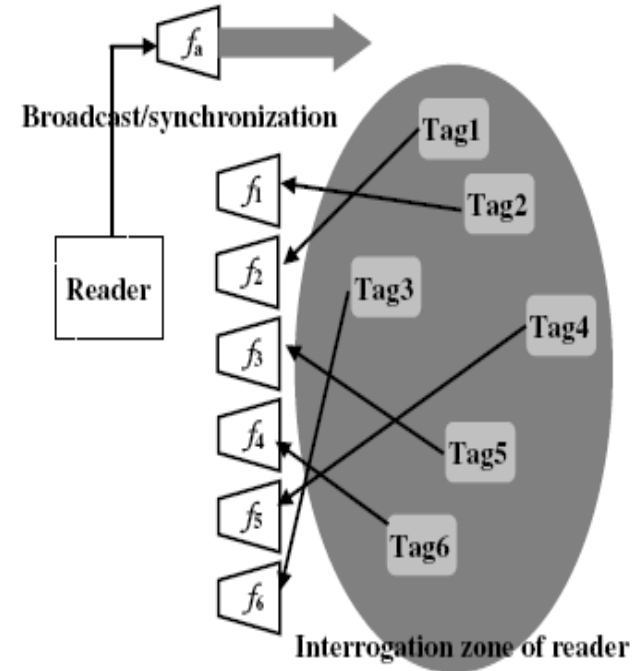 fa
Broadcast/synchronization
Tag1
f1
Tag2
f2
Reader
Tag3
Tag4
f3
f4
Tag5
f5
Tag6
f6
Interrogation zone of reader